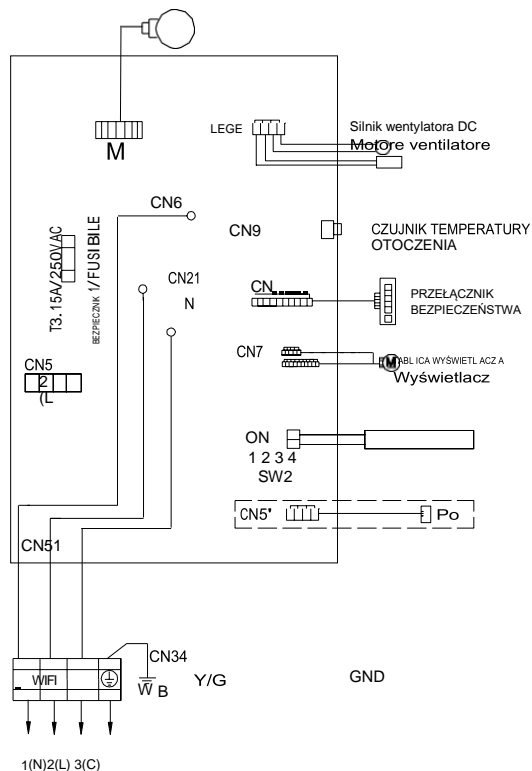 LEGE
Silnik wentylatora DC
Motore ventilatore
M
CN6
CN9
CZUJNIK TEMPERATURY
OTOCZENIA
T3.15A/250VAC
BEZPIECZNIK 1/FUSIBILE
CN21
N
CN
PRZEŁĄCZNIK
BEZPIECZEŃSTWA
CN7
M
ABLICA WYŚWIETLACZA
Wyświetlacz
CN5
2
(L
ON
1 2 3 4
SW2
CN5'
Po
CN51
CN34
WIFI
W B
Y/G
GND
1(N)2(L) 3(C)